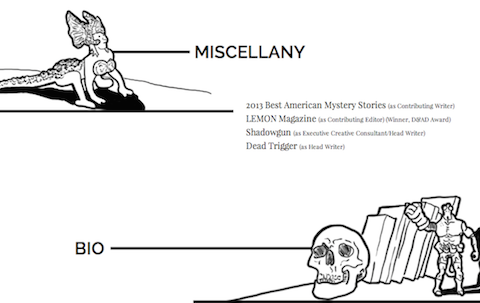 MISCELLANY
2013 Best American Mystery Stories (as Contributing Writer)
LEMON Magazine (as Contributing Editor) (Winner, D&AD Award)
Shadowgun (as Executive Creative Consultant/Head Writer)
Dead Trigger (as Head Writer)
BIO